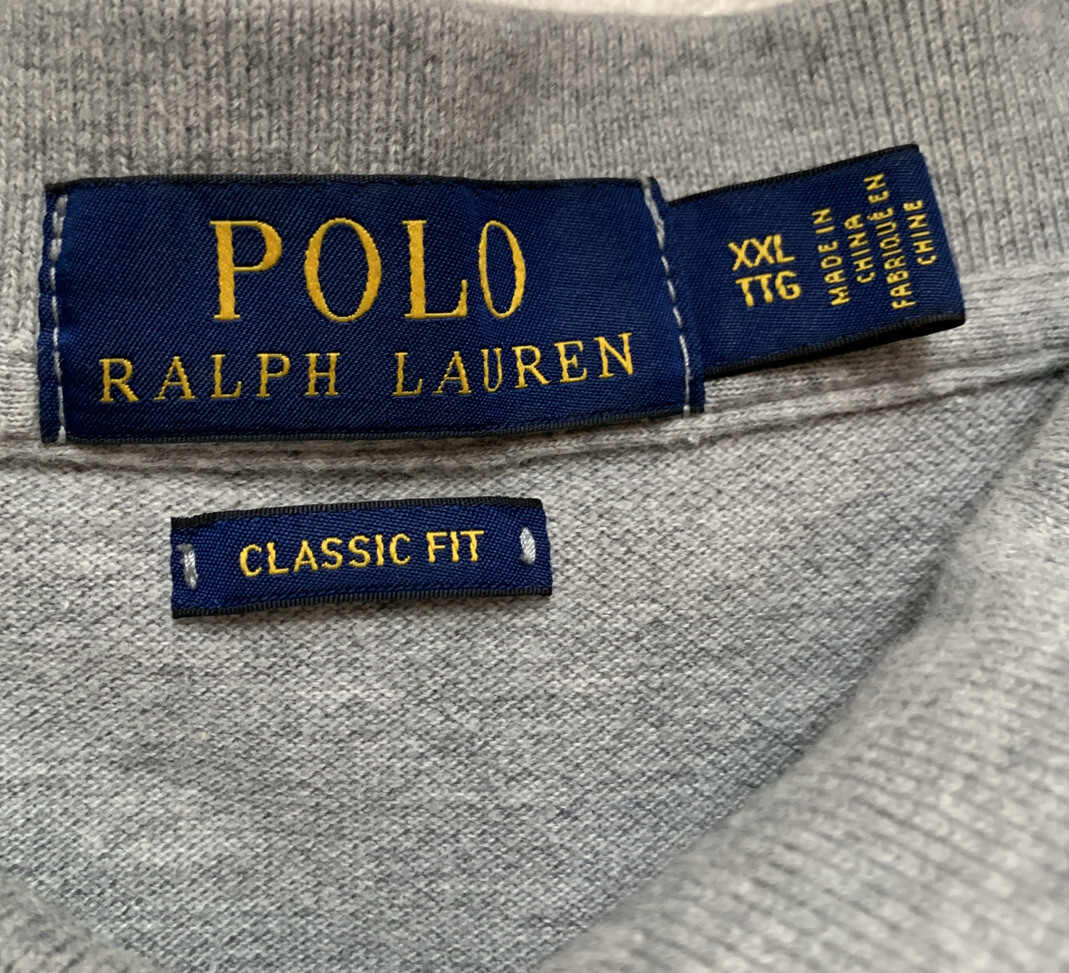 POLO
RALPH LAUREN
XXL
TTG
MADE IN
CHINA
FABRIQUÉ EN
CHINE
CLASSIC FIT